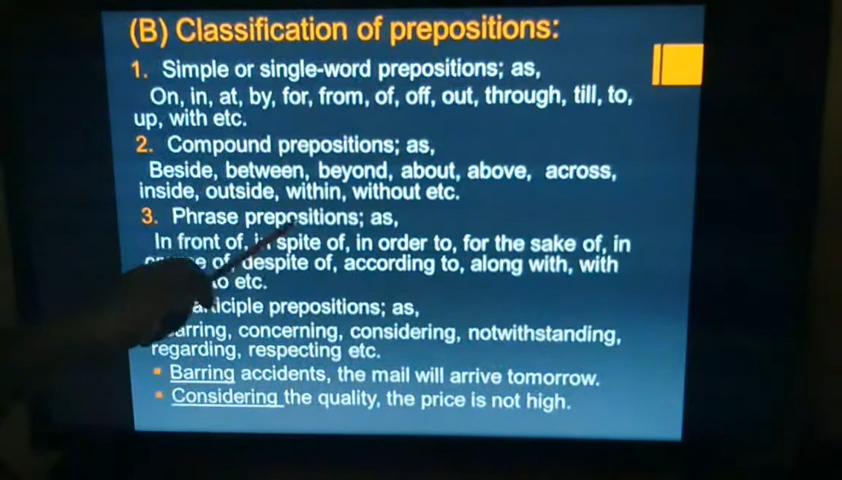 (B) Classification of prepositions:
1. Simple or single-word prepositions; as,
On, in, at, by, for, from, of, off, out, through, till, to,
up, with etc.
2. Compound prepositions; as,
Beside, between, beyond, about, above, across,
inside, outside, within, without etc.
3. Phrase prepositions; as,
In front of, in spite of, in order to, for the sake of, in
of, despite of, according to, along with, with
to etc.
prepositions; as,
concerning, considering, notwithstanding,
regarding, respecting etc.
▪ Barring accidents, the mail will arrive tomorrow.
▪ Considering the quality, the price is not high.